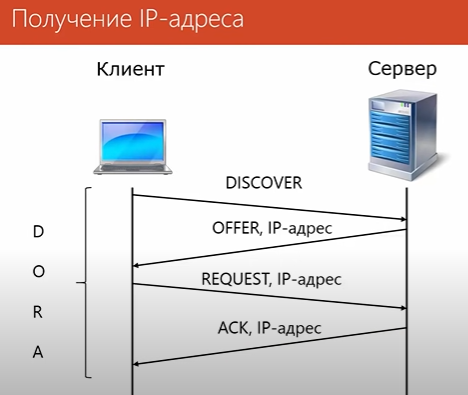 Получение IP-адреса
Клиент
Сервер
DISCOVER
OFFER, IP-адрес
REQUEST, IP-адрес
ACK, IP-адрес
D
O
R
A